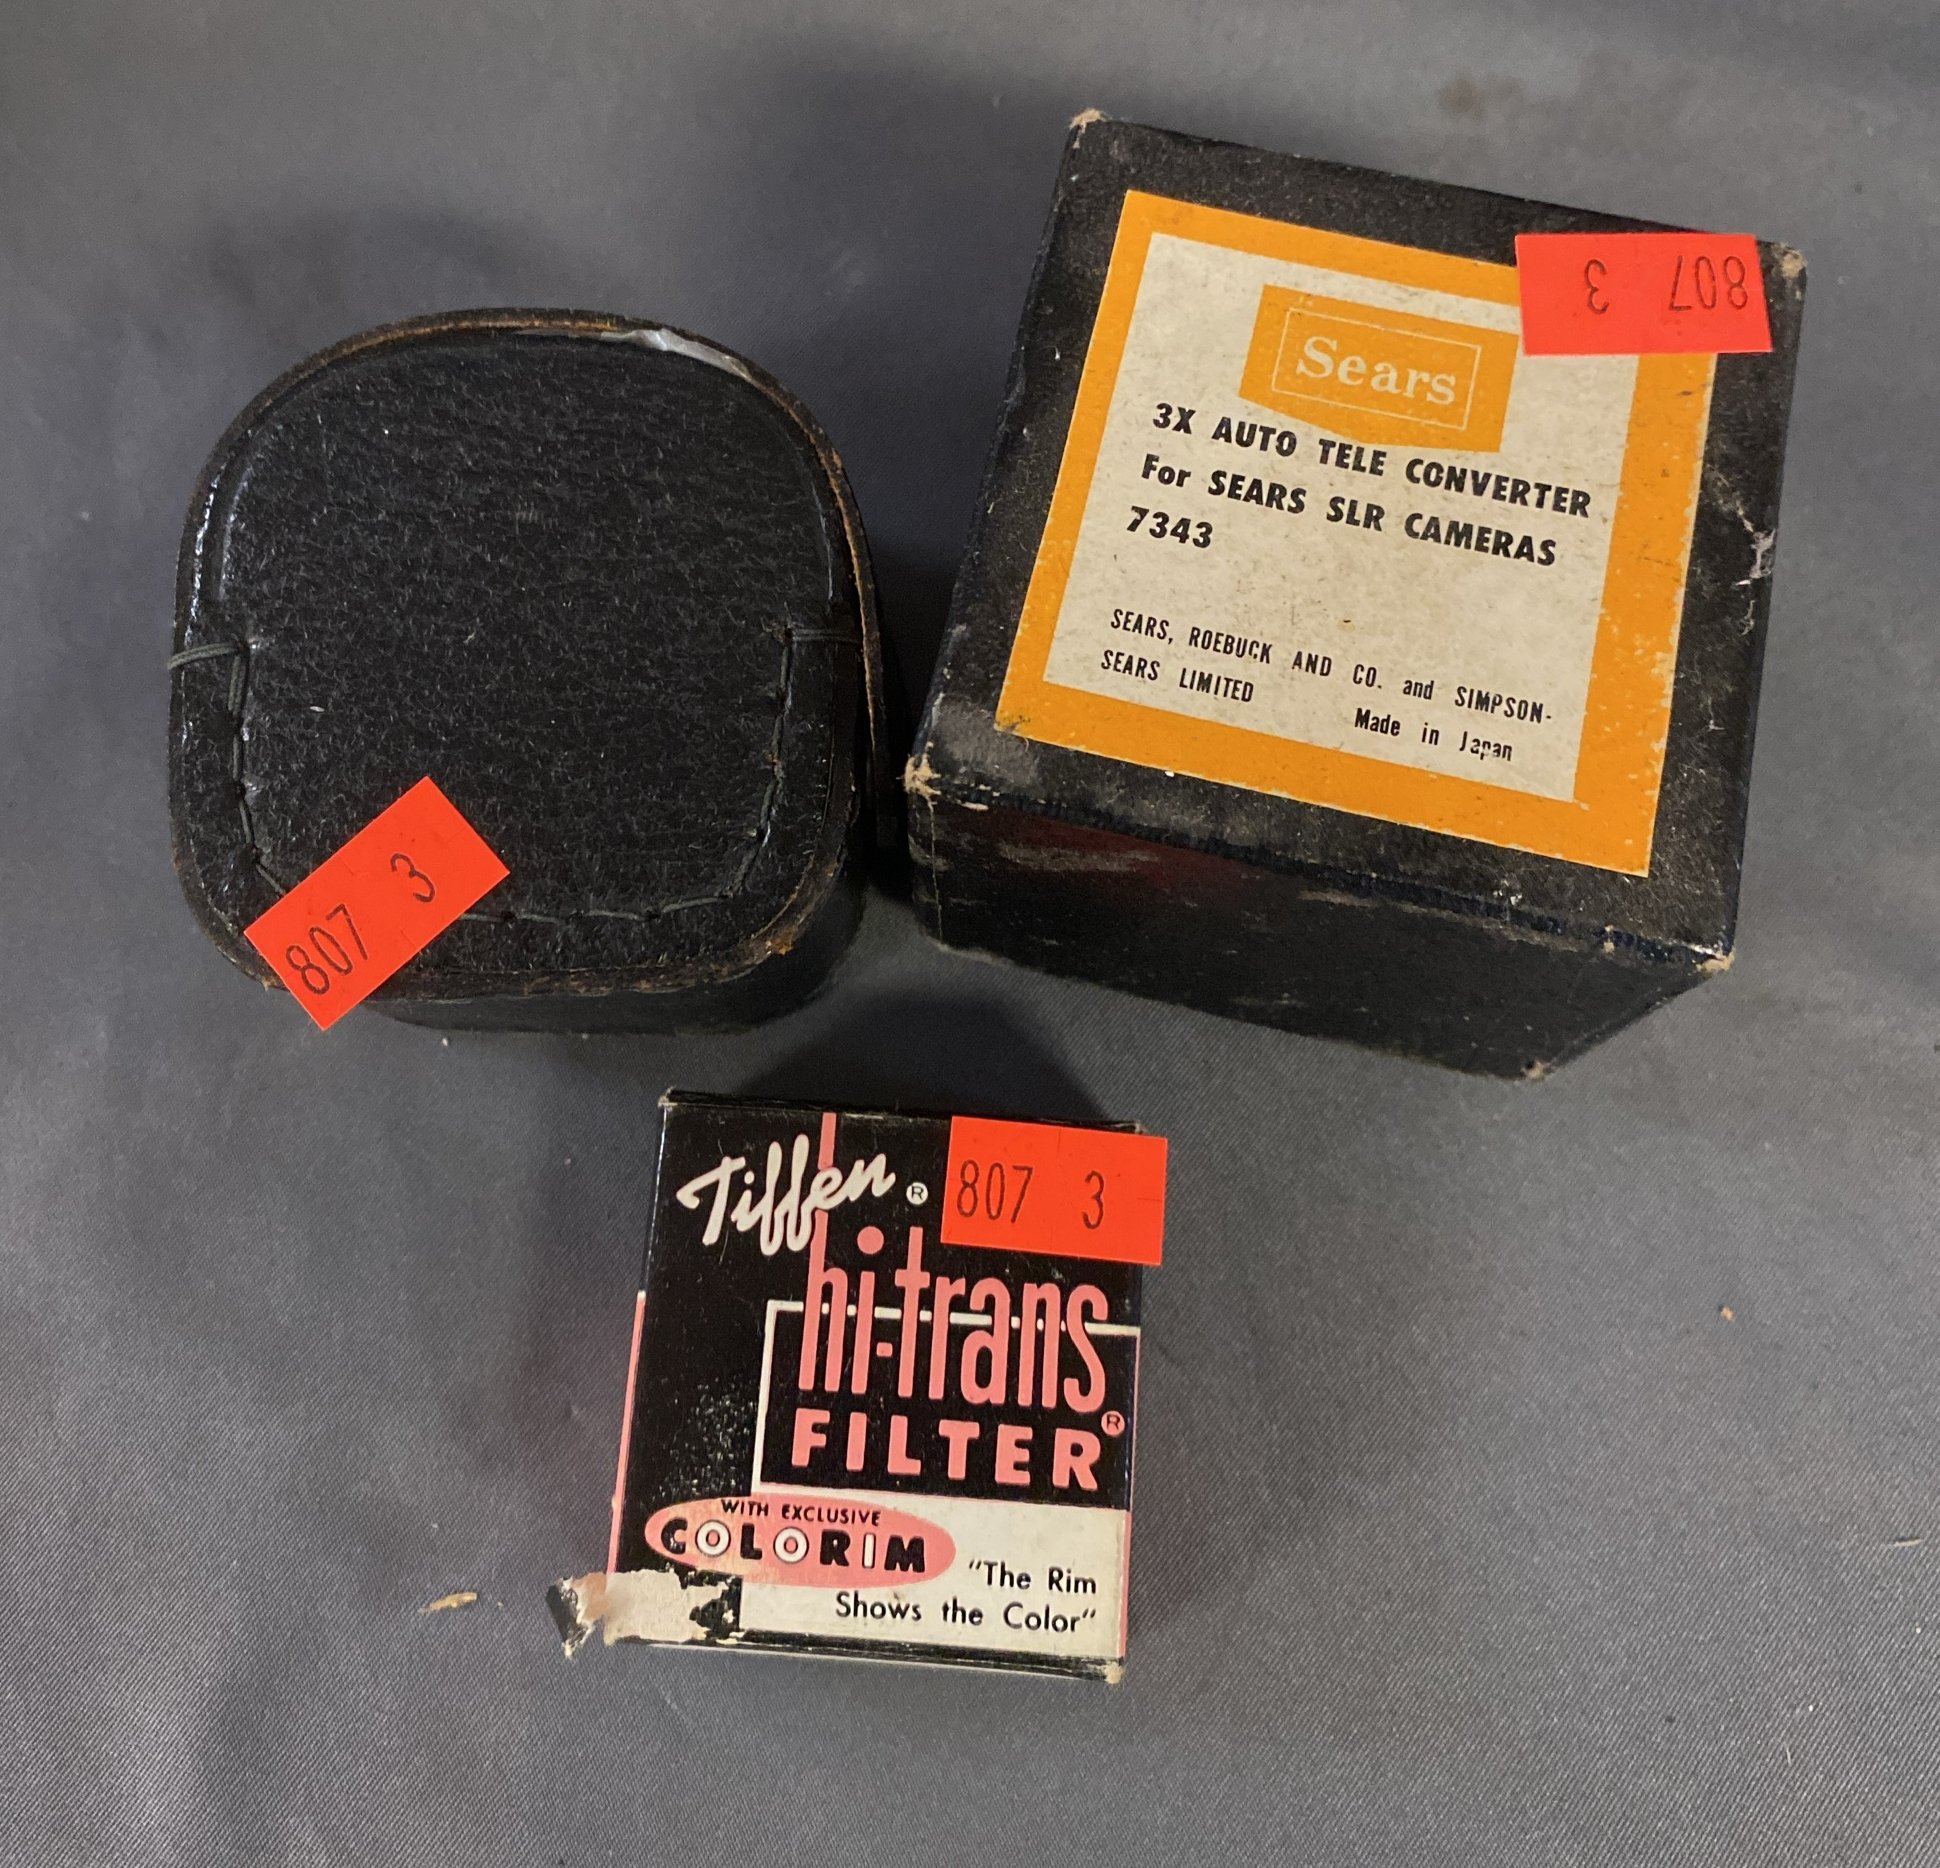 807 3
Sears
3X AUTO TELE CONVERTER
For SEARS SLR CAMERAS
7343
SEARS, ROEBUCK AND CO. and SIMPSON-
SEARS LIMITED
Made in Japan
807 3
Tiffen ®
807 3
hi-trans
FILTER ®
WITH EXCLUSIVE
COLORIM
"The Rim
Shows the Color"